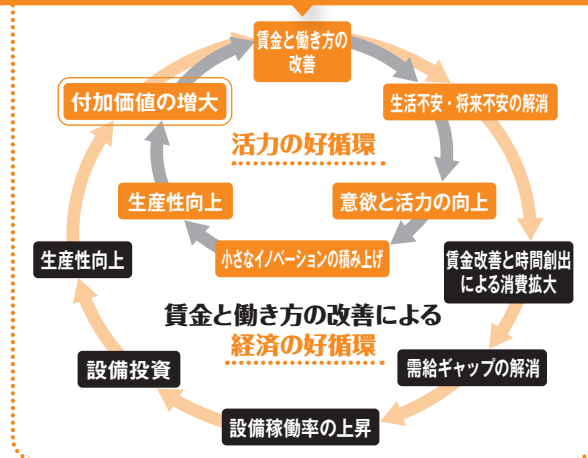 賃金と働き方の
改善
付加価値の増大
生活不安・将来不安の解消
活力の好循環
生産性向上
意欲と活力の向上
小さなイノベーションの積み上げ
生産性向上
賃金改善と時間創出
による消費拡大
賃金と働き方の改善による
経済の好循環
設備投資
需給ギャップの解消
設備稼働率の上昇